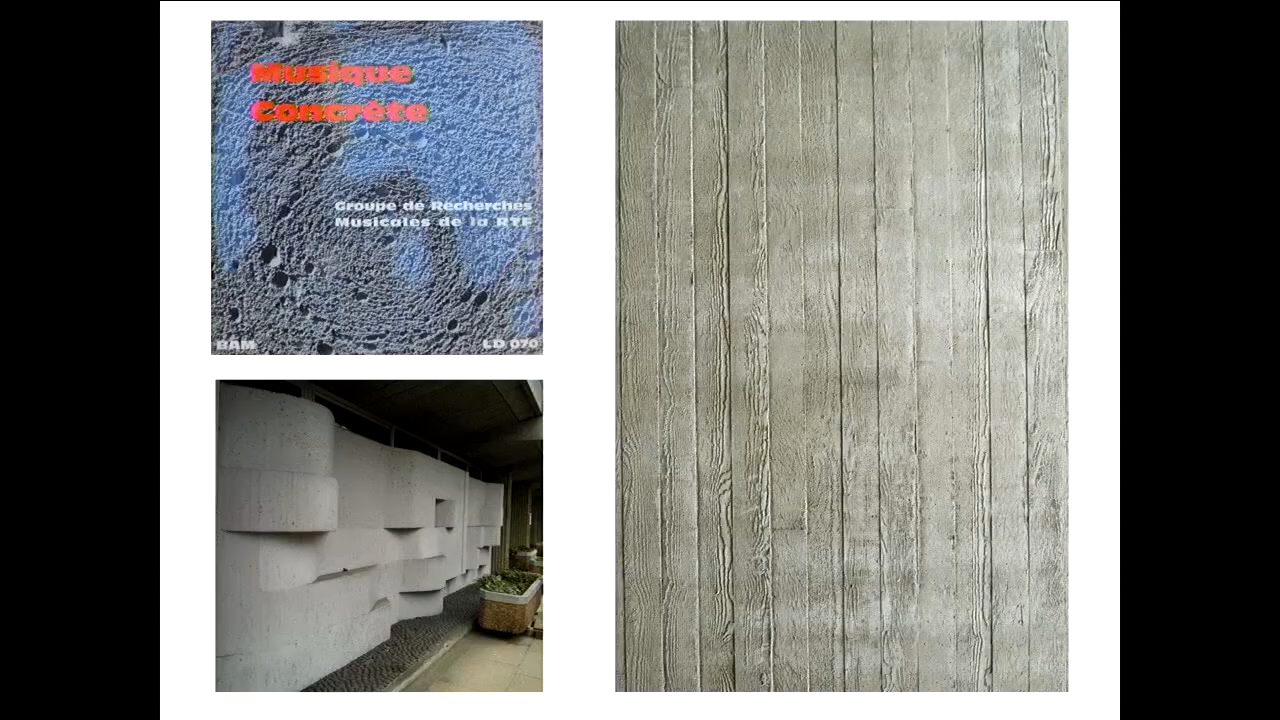 Musique
Concrète
Groupe de Recherches
Musicales de la RTF
BAM
LD 070